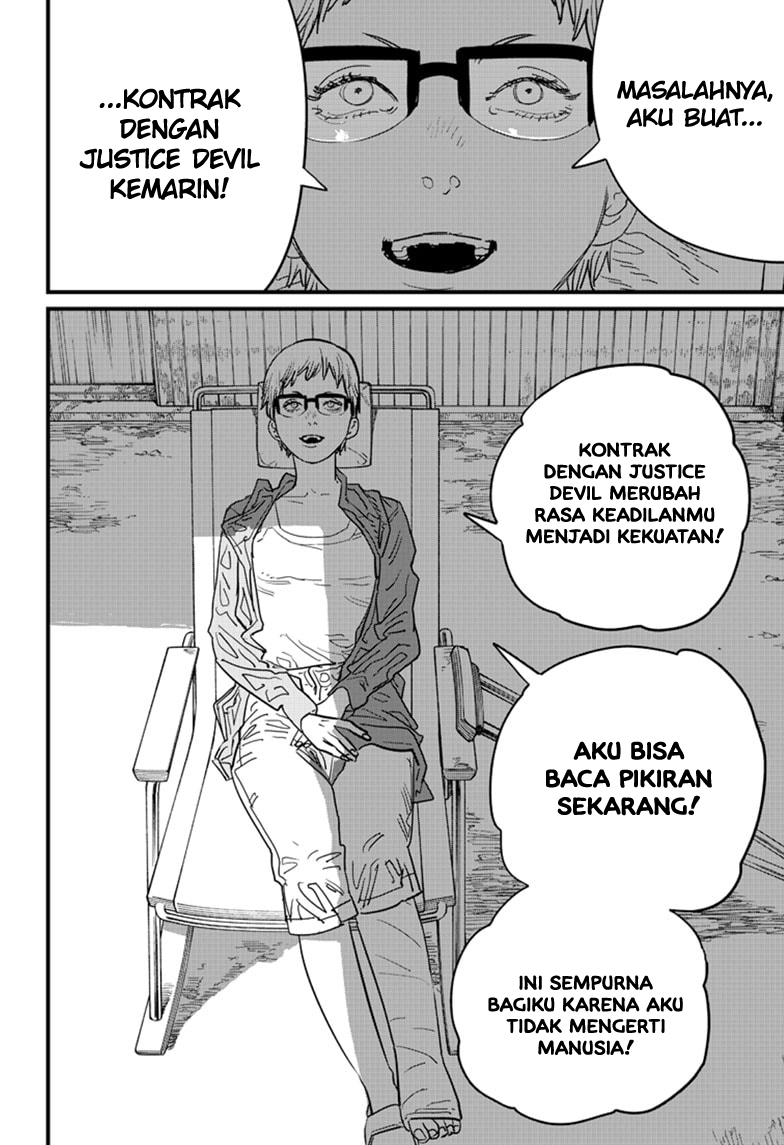 MASALAHNYA,
AKU BUAT...
...KONTRAK
DENGAN
JUSTICE DEVIL
KEMARIN!
KONTRAK
DENGAN JUSTICE
DEVIL MERUBAH
RASA KEADILANMU
MENJADI KEKUATAN!
AKU BISA
BACA PIKIRAN
SEKARANG!
INI SEMPURNA
BAGIKU KARENA AKU
TIDAK MENGERTI
MANUSIA!